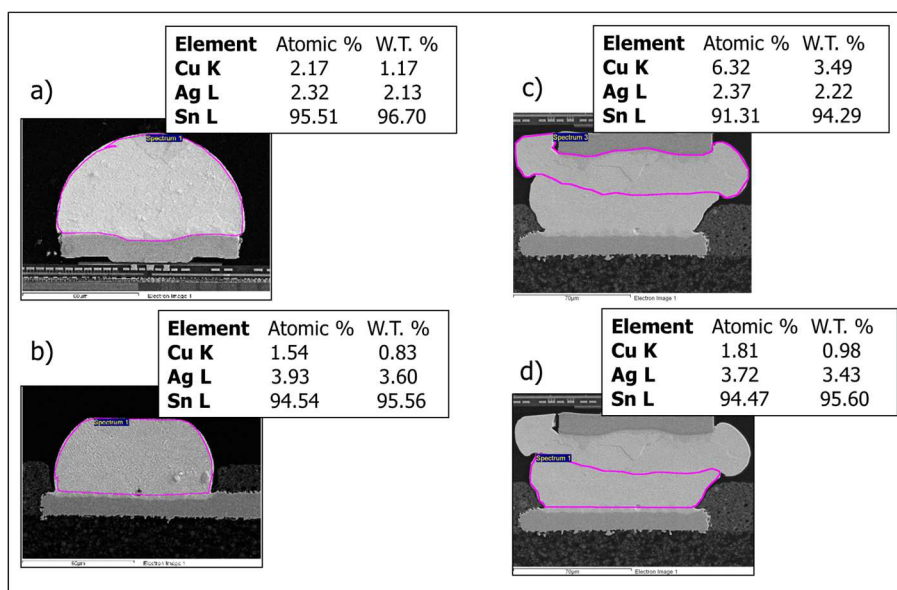 a)
Element Atomic % W.T. %
Cu K 2.17 1.17
Ag L 2.32 2.13
Sn L 95.51 96.70
Spectrum 1
60µm Electron Image 1
b)
Element Atomic % W.T. %
Cu K 1.54 0.83
Ag L 3.93 3.60
Sn L 94.54 95.56
Spectrum 1
60µm Electron Image 1
c)
Element Atomic % W.T. %
Cu K 6.32 3.49
Ag L 2.37 2.22
Sn L 91.31 94.29
Spectrum 3
70µm Electron Image 1
d)
Element Atomic % W.T. %
Cu K 1.81 0.98
Ag L 3.72 3.43
Sn L 94.47 95.60
Spectrum 1
70µm Electron Image 1